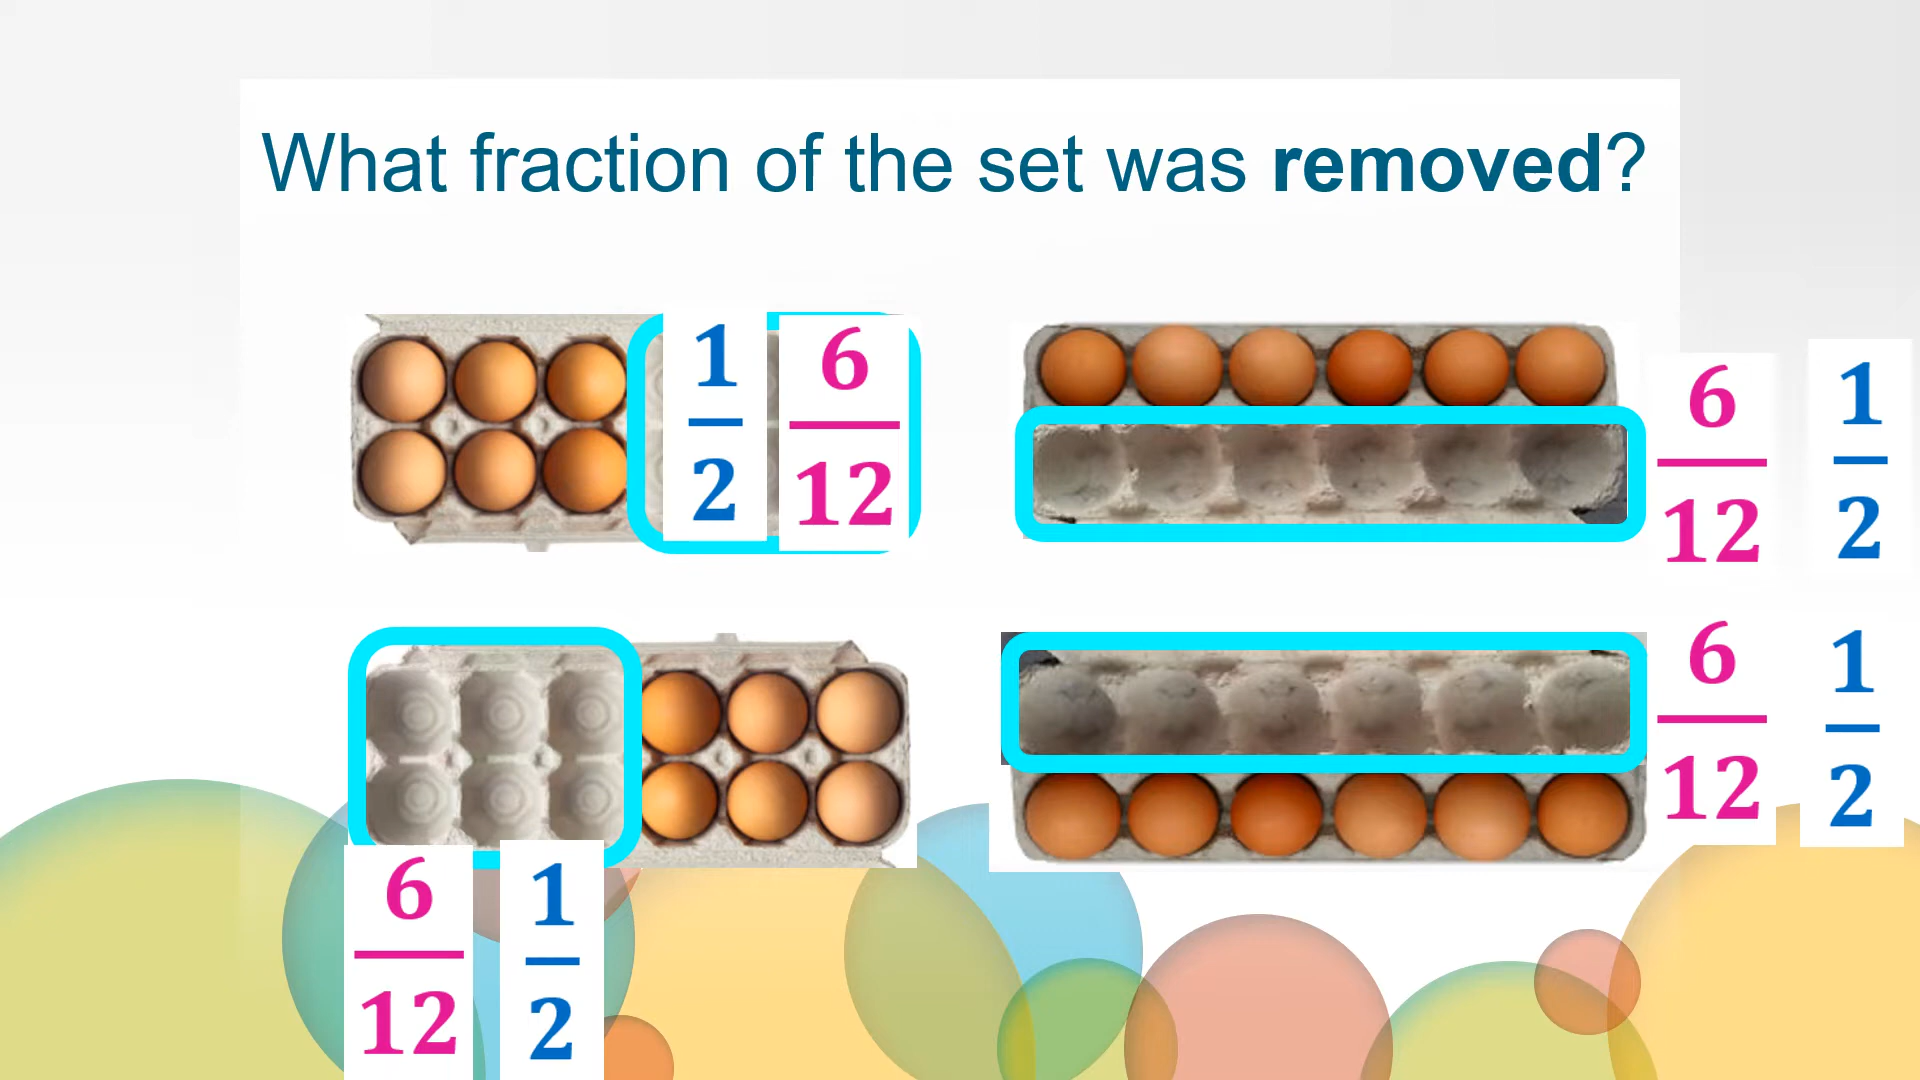 What fraction of the set was removed?
1/2 6/12
6/12 1/2
6/12 1/2
6/12 1/2